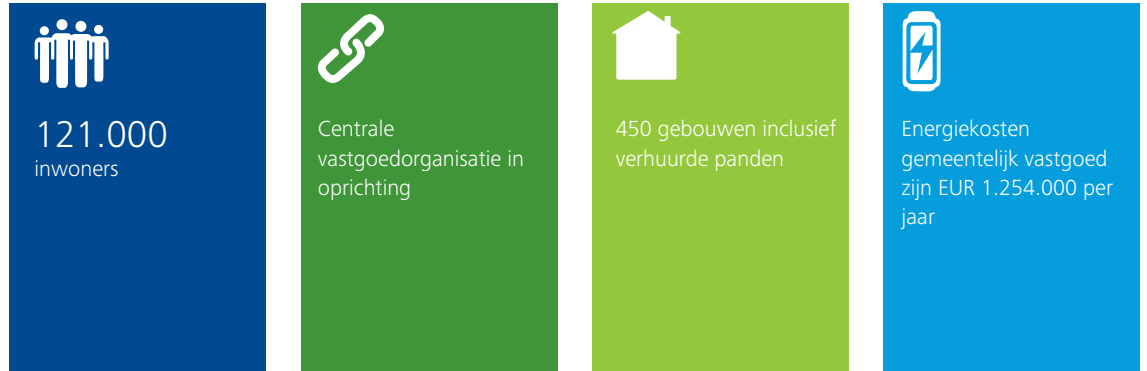 121.000
inwoners
Centrale
vastgoedorganisatie in
oprichting
450 gebouwen inclusief
verhuurde panden
Energiekosten
gemeentelijk vastgoed
zijn EUR 1.254.000 per
jaar